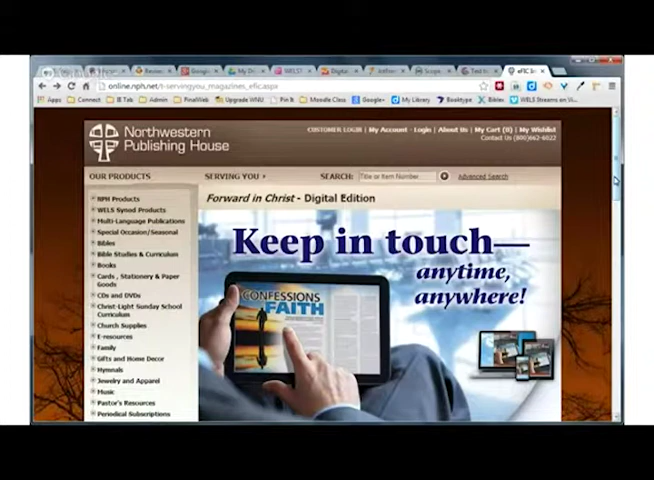 online.nph.net/t-servingyou_magazines_efic.aspx
Apps Connect IE Tab Admin Upgrade WNU Pin It Moodle Class Google+ My Library Booktype Bibles WELS Streams on Vi...
Northwestern
Publishing House
CUSTOMER LOGIN | My Account - Login | About Us | My Cart (0) | My Wishlist
Contact Us (800)662-6022
OUR PRODUCTS SERVING YOU SEARCH: Title or Item Number Advanced Search
Forward in Christ - Digital Edition
NPH Products
WELS Synod Products
Multi-Language Publications
Special Occasion/Seasonal
Bibles
Bible Studies & Curriculum
Books
Cards, Stationery & Paper
Goods
CDs and DVDs
Christ-Light Sunday School
Curriculum
Church Supplies
E-resources
Family
Gifts and Home Decor
Hymnals
Jewelry and Apparel
Music
Pastor's Resources
Periodical Subscriptions
Keep in touch—
anytime,
anywhere!
CONFESSIONS
FAITH